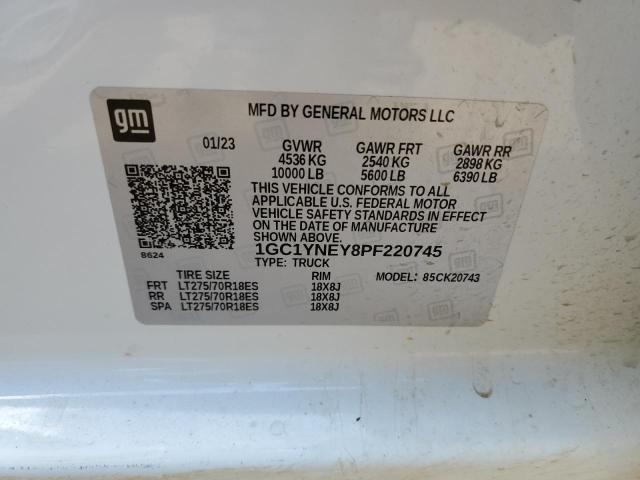 gm
MFD BY GENERAL MOTORS LLC
01/23 GVWR GAWR FRT GAWR RR
4536 KG 2540 KG 2898 KG
10000 LB 5600 LB 6390 LB
THIS VEHICLE CONFORMS TO ALL
APPLICABLE U.S. FEDERAL MOTOR
VEHICLE SAFETY STANDARDS IN EFFECT
ON THE DATE OF MANUFACTURE
SHOWN ABOVE.
1GC1YNEY8PF220745
8624
TYPE: TRUCK
TIRE SIZE RIM MODEL: 85CK20743
FRT LT275/70R18ES 18X8J
RR LT275/70R18ES 18X8J
SPA LT275/70R18ES 18X8J